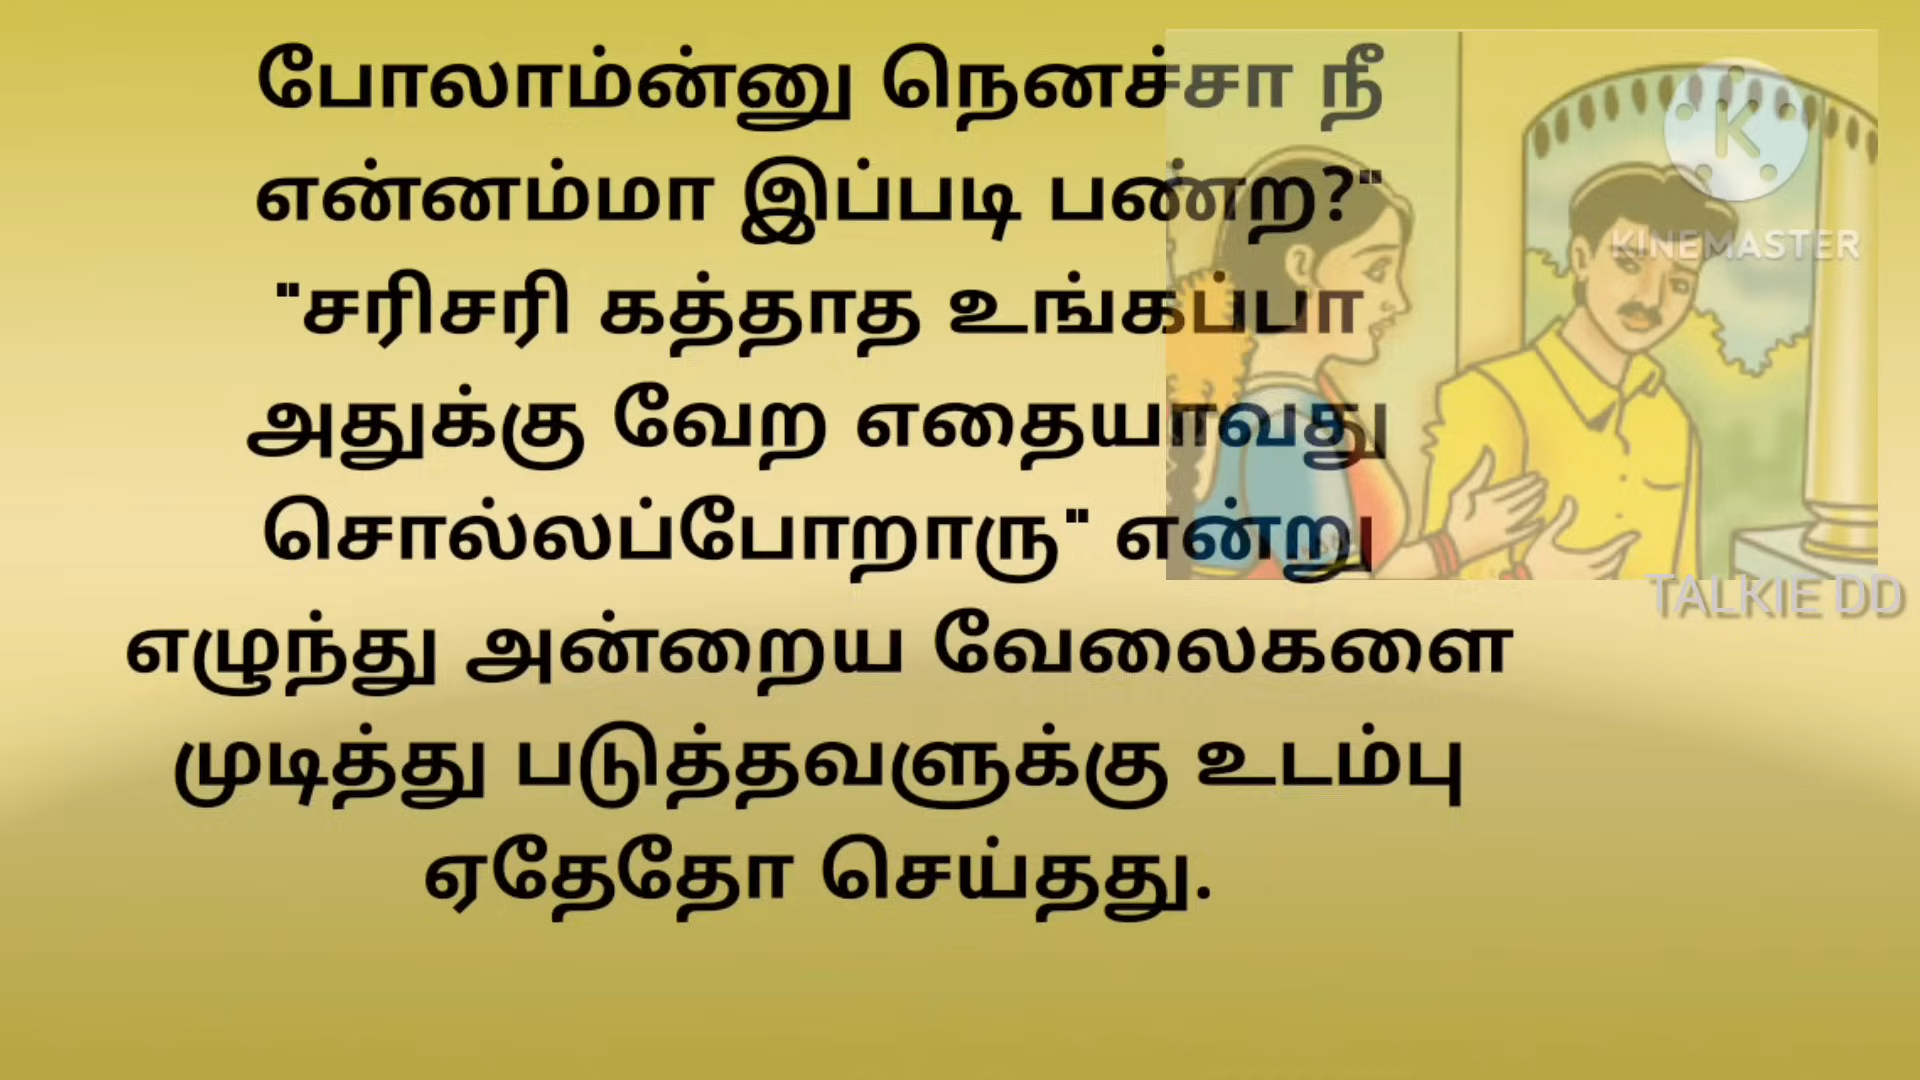 போலாம்ன்னு நெனச்சா நீ
என்னம்மா இப்படி பண்ற?"
"சரிசரி கத்தாத உங்கப்பா
அதுக்கு வேற எதையாவது
சொல்லப்போறாரு" என்று
எழுந்து அன்றைய வேலைகளை
முடித்து படுத்தவளுக்கு உடம்பு
ஏதேதோ செய்தது.
K
KINEMASTER
TALKIE DD